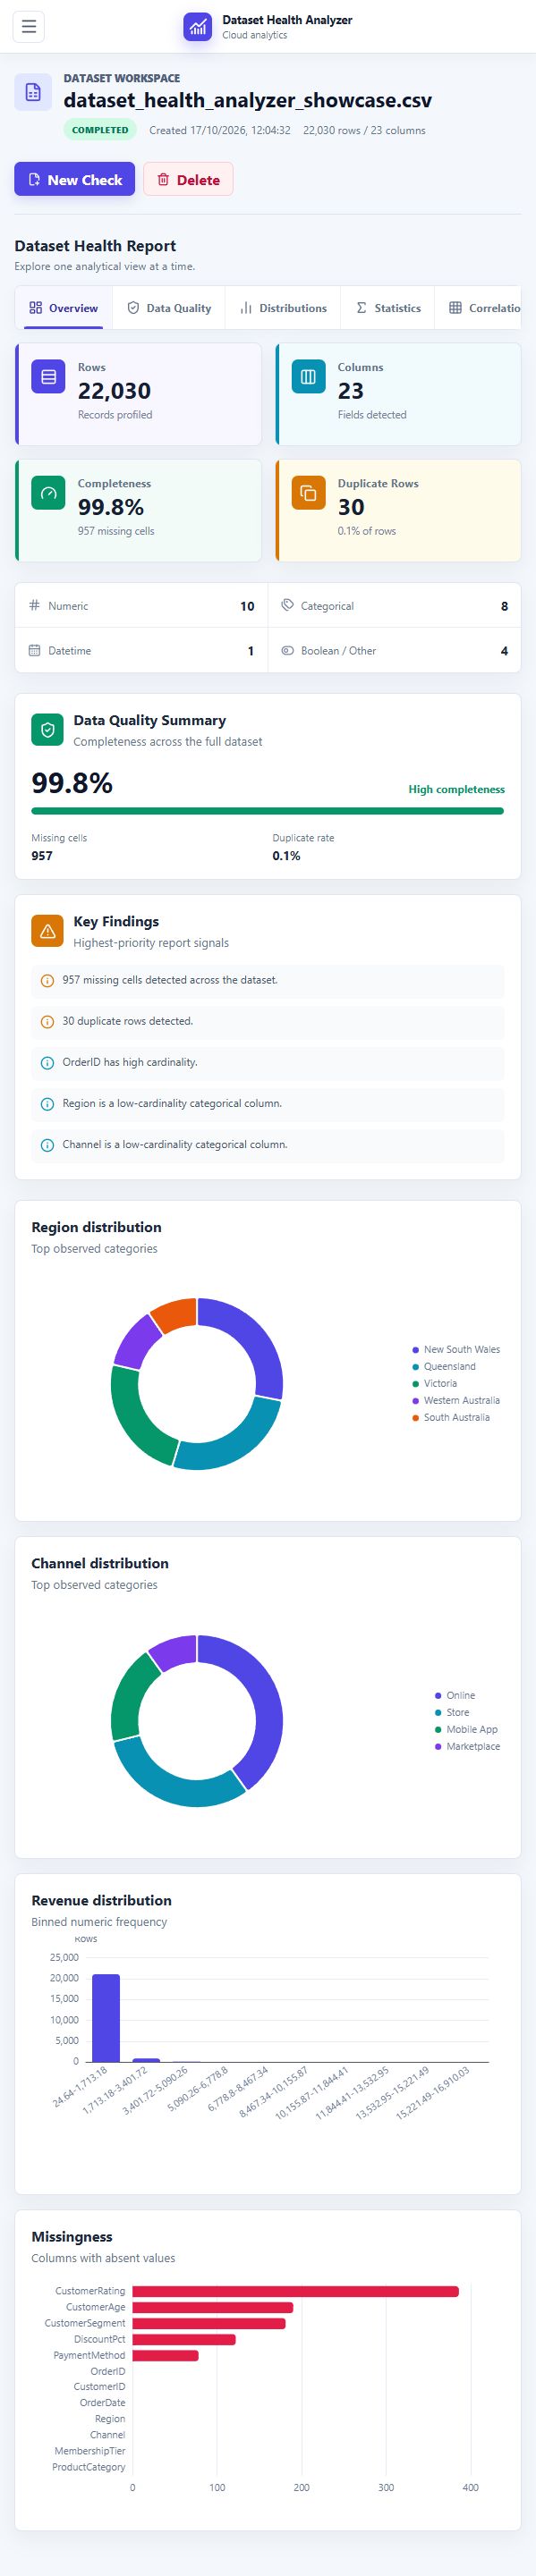 Dataset Health Analyzer
Cloud analytics
DATASET WORKSPACE
dataset_health_analyzer_showcase.csv
COMPLETED Created 17/10/2026, 12:04:32 22,030 rows / 23 columns
New Check Delete
Dataset Health Report
Explore one analytical view at a time.
Overview Data Quality Distributions Statistics Correlatio
Rows
22,030
Records profiled
Columns
23
Fields detected
Completeness
99.8%
957 missing cells
Duplicate Rows
30
0.1% of rows
Numeric 10
Categorical 8
Datetime 1
Boolean / Other 4
Data Quality Summary
Completeness across the full dataset
99.8% High completeness
Missing cells
957
Duplicate rate
0.1%
Key Findings
Highest-priority report signals
957 missing cells detected across the dataset.
30 duplicate rows detected.
OrderID has high cardinality.
Region is a low-cardinality categorical column.
Channel is a low-cardinality categorical column.
Region distribution
Top observed categories
New South Wales
Queensland
Victoria
Western Australia
South Australia
Channel distribution
Top observed categories
Online
Store
Mobile App
Marketplace
Revenue distribution
Binned numeric frequency
Rows
25,000
20,000
15,000
10,000
5,000
0
24.64-1,713.18
1,713.18-3,401.72
3,401.72-5,090.26
5,090.26-6,778.8
6,778.8-8,467.34
8,467.34-10,155.87
10,155.87-11,844.41
11,844.41-13,532.95
13,532.95-15,221.49
15,221.49-16,910.03
Missingness
Columns with absent values
CustomerRating
CustomerAge
CustomerSegment
DiscountPct
PaymentMethod
OrderID
CustomerID
OrderDate
Region
Channel
MembershipTier
ProductCategory
0 100 200 300 400